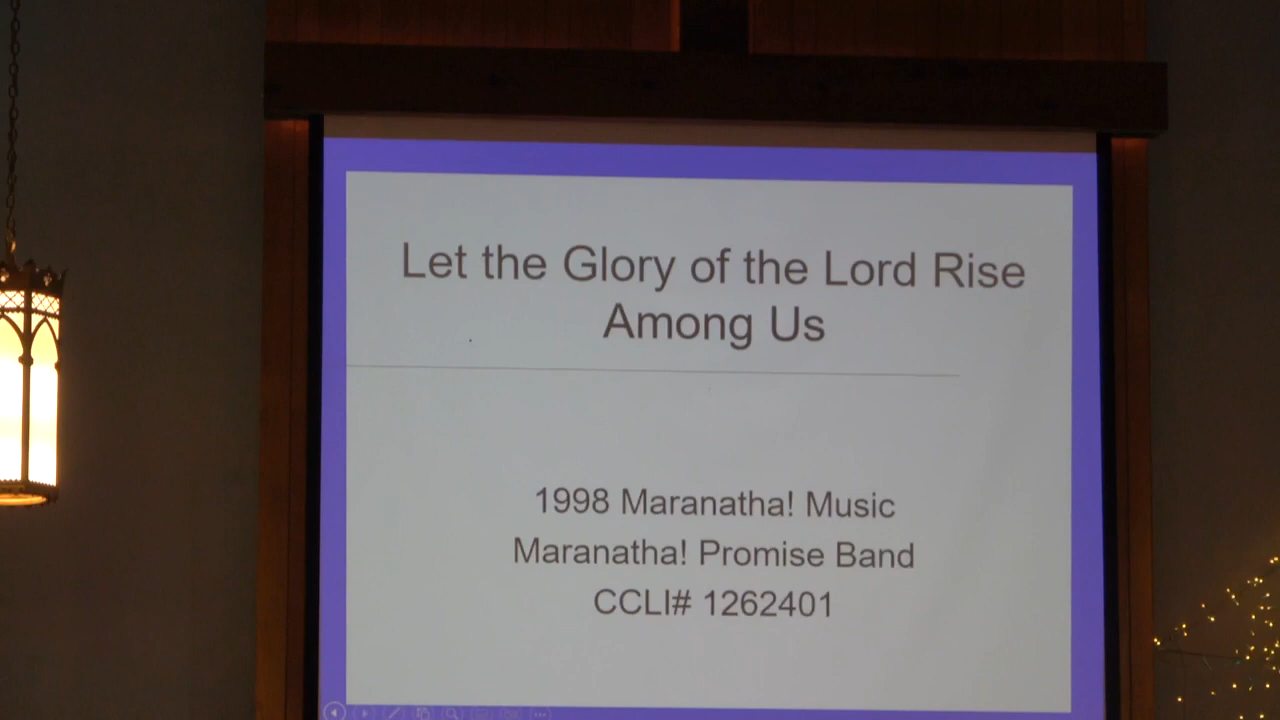 Let the Glory of the Lord Rise
Among Us
1998 Maranatha! Music
Maranatha! Promise Band
CCLI# 1262401